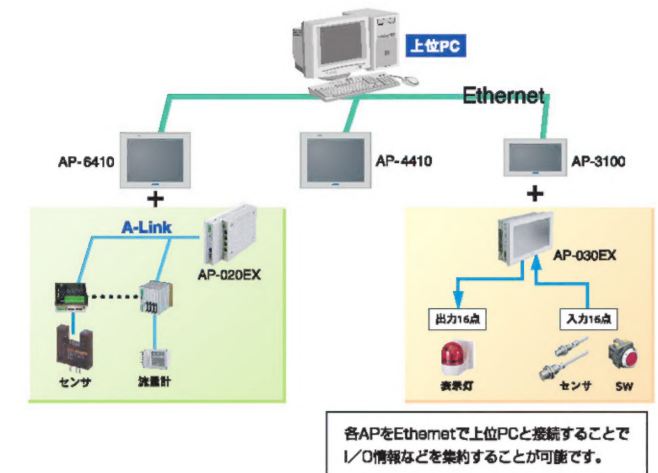 上位PC
Ethernet
AP-6410
AP-4410
AP-3100
+
+
A-Link
AP-020EX
AP-030EX
出力16点
入力16点
センサ
流量計
表示灯
センサ
SW
各APをEthernetで上位PCと接続することで
I/O情報などを集約することが可能です。